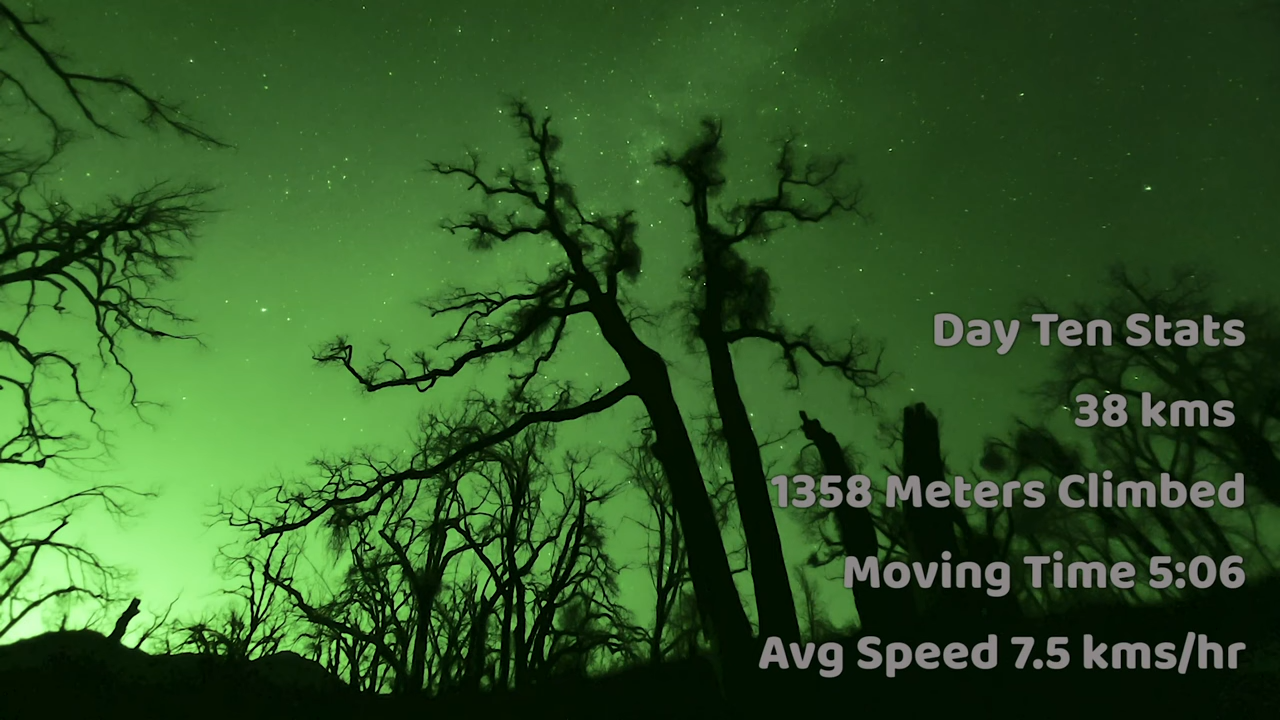 Day Ten Stats
38 kms
1358 Meters Climbed
Moving Time 5:06
Avg Speed 7.5 kms/hr